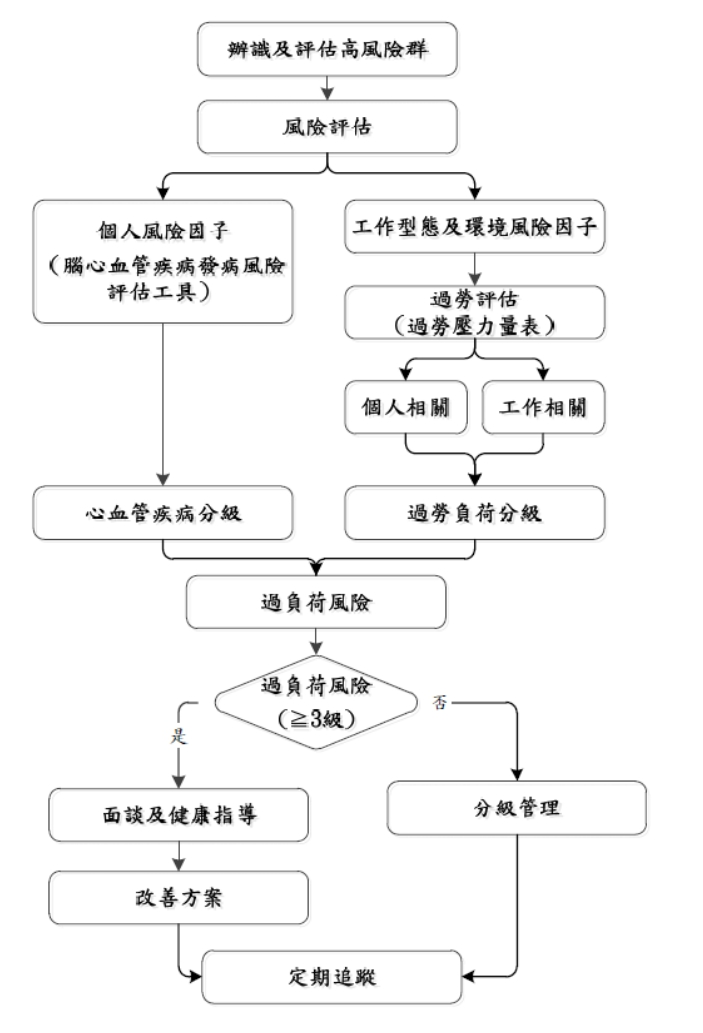 辨識及評估高風險群
風險評估
個人風險因子
（腦心血管疾病發病風險
評估工具）
工作型態及環境風險因子
過勞評估
（過勞壓力量表）
個人相關
工作相關
心血管疾病分級
過勞負荷分級
過負荷風險
過負荷風險
（≧3級）
是
否
面談及健康指導
分級管理
改善方案
定期追蹤